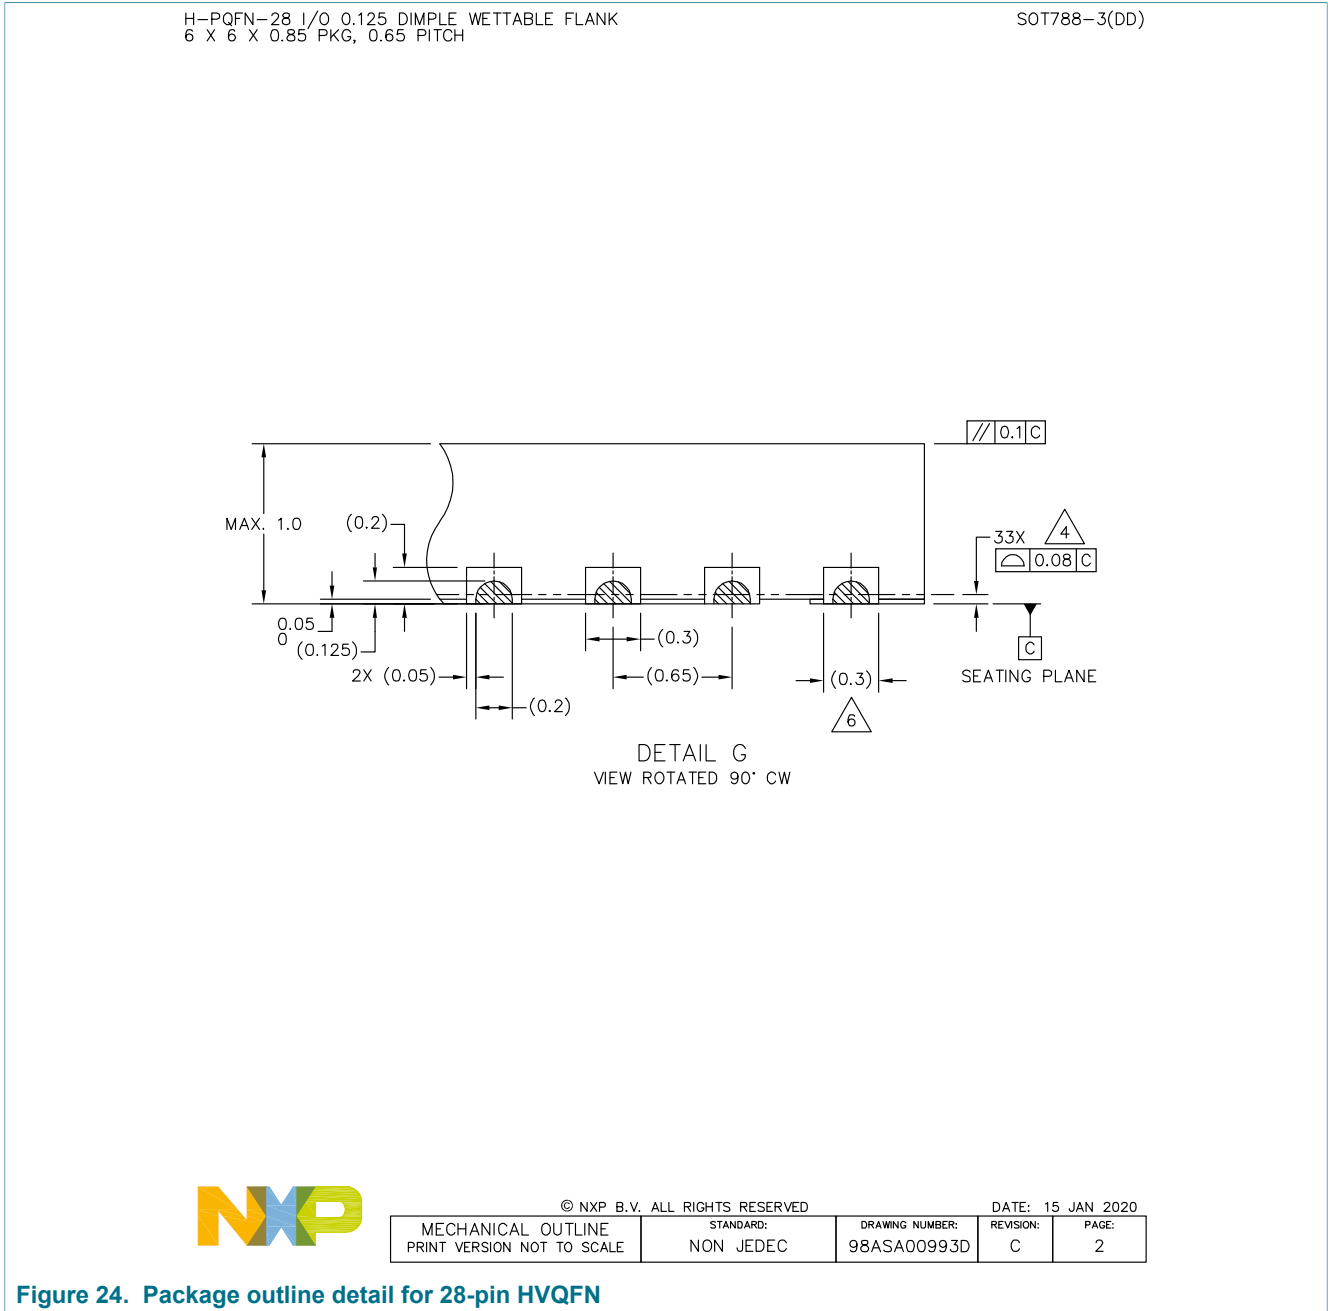 H-PQFN-28 I/O 0.125 DIMPLE WETTABLE FLANK
6 X 6 X 0.85 PKG, 0.65 PITCH
SOT788-3(DD)
// 0.1 C
MAX. 1.0
(0.2)
33X 4
⌓ 0.08 C
0.05
0
(0.125)
(0.3)
C
2X (0.05)
(0.65)
(0.3)
SEATING PLANE
(0.2)
6
DETAIL G
VIEW ROTATED 90° CW
NXP
© NXP B.V. ALL RIGHTS RESERVED
DATE: 15 JAN 2020
MECHANICAL OUTLINE
PRINT VERSION NOT TO SCALE
STANDARD:
NON JEDEC
DRAWING NUMBER:
98ASA00993D
REVISION:
C
PAGE:
2
Figure 24. Package outline detail for 28-pin HVQFN